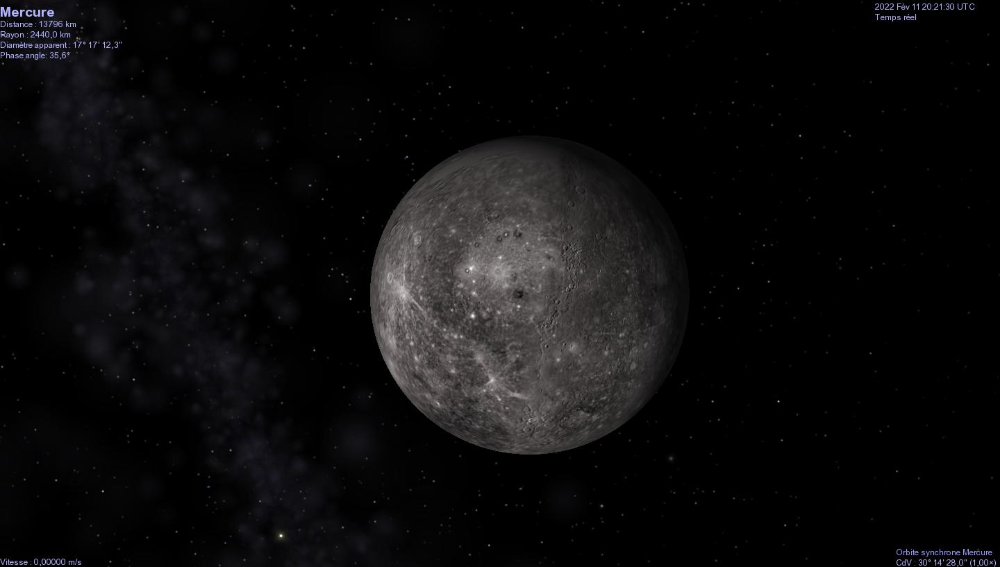 Mercure
Distance : 13796 km
Rayon : 2440,0 km
Diamètre apparent : 17° 17' 12,3"
Phase angle: 35,6°
2022 Fév 11 20:21:30 UTC
Temps réel
Vitesse : 0,00000 m/s
Orbite synchrone Mercure
CdV : 30° 14' 28,0" (1,00×)